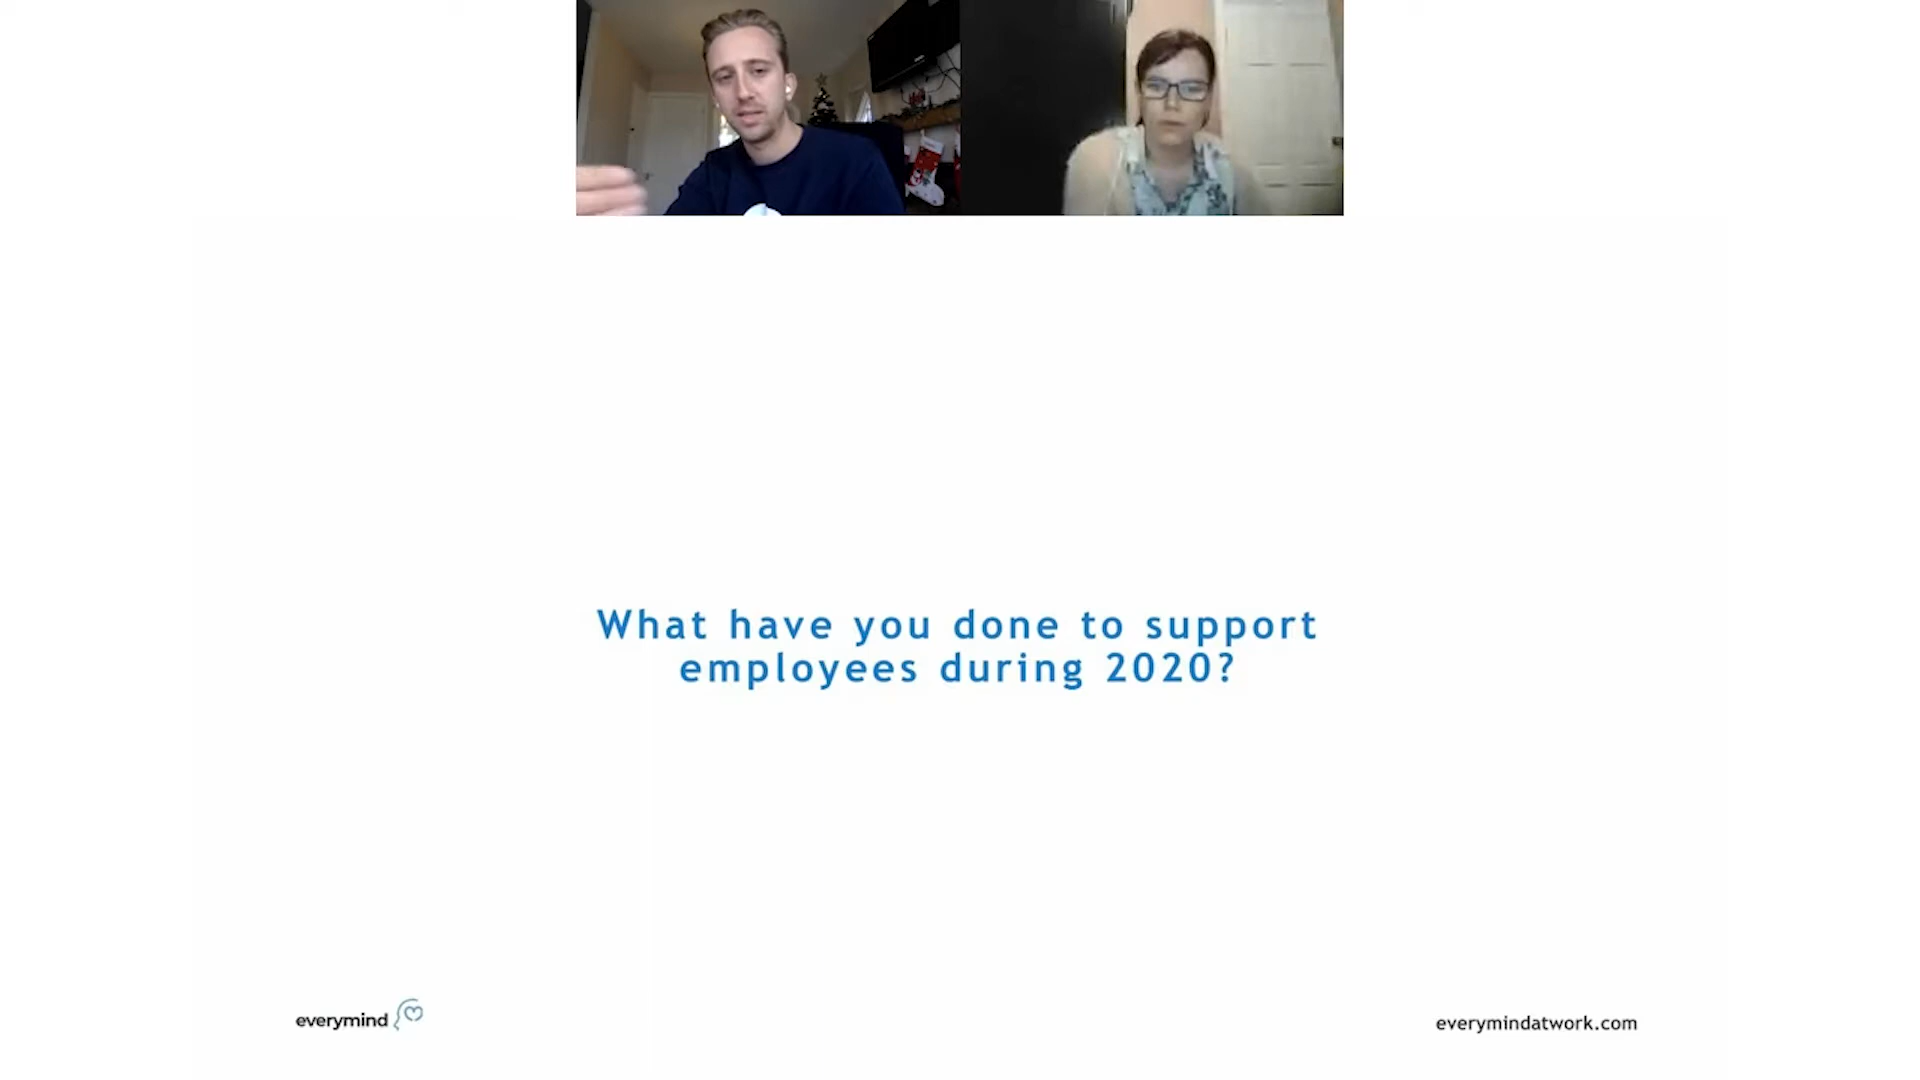 What have you done to support
employees during 2020?
everymind
everymindatwork.com